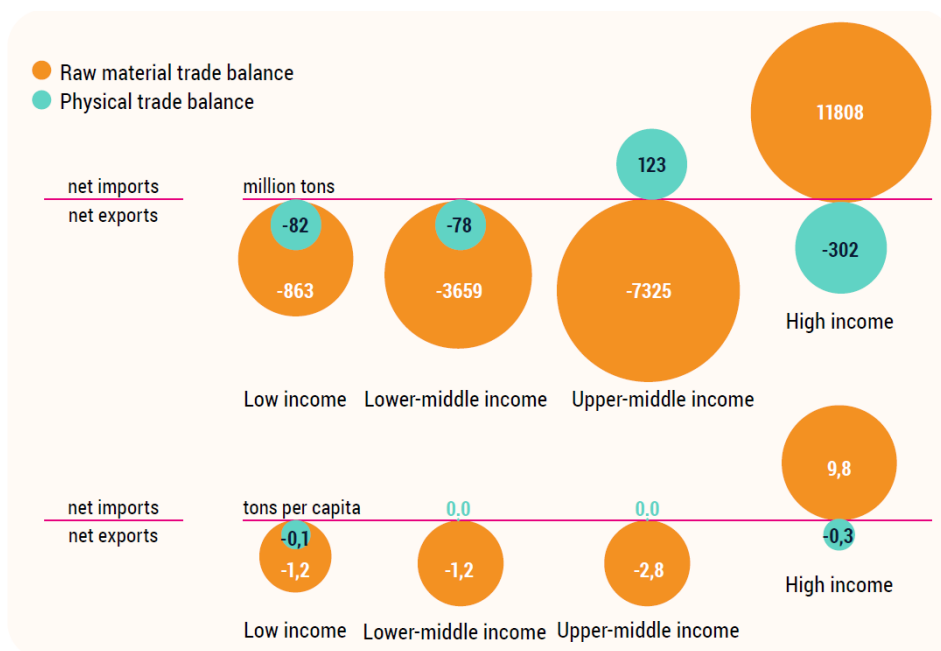 Raw material trade balance
Physical trade balance
11808
123
net imports
million tons
net exports
-82
-78
-302
-863
-3659
-7325
High income
Low income
Lower-middle income
Upper-middle income
9,8
net imports
tons per capita
0.0
0.0
net exports
-0,1
-0,3
-1,2
-1,2
-2,8
High income
Low income
Lower-middle income
Upper-middle income